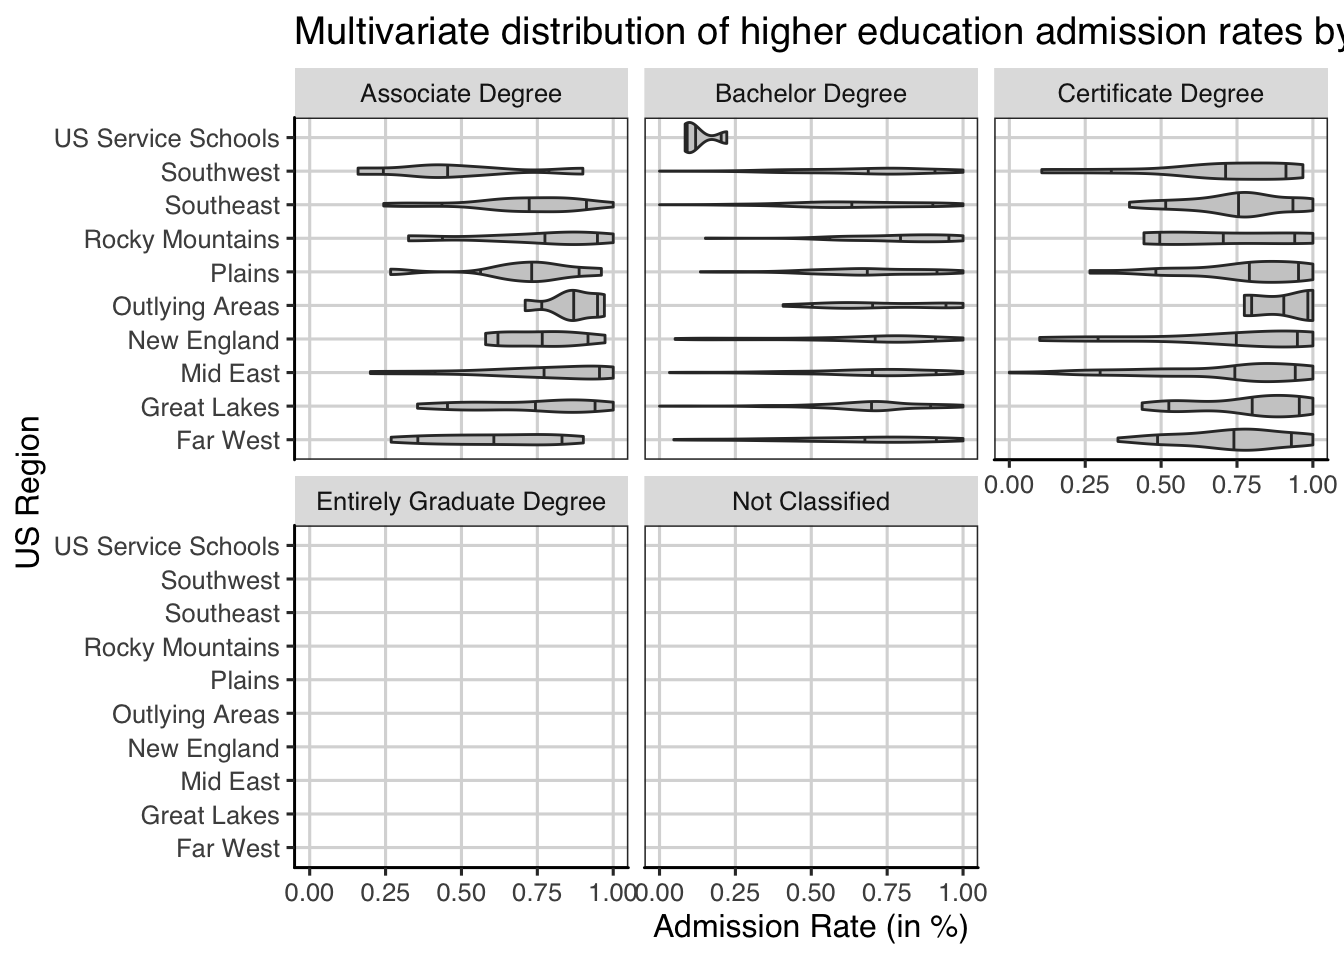 Multivariate distribution of higher education admission rates by
Associate Degree
Bachelor Degree
Certificate Degree
US Service Schools
Southwest
Southeast
Rocky Mountains
Plains
Outlying Areas
New England
Mid East
Great Lakes
Far West
0.00 0.25 0.50 0.75 1.00
Entirely Graduate Degree
Not Classified
US Service Schools
Southwest
Southeast
Rocky Mountains
Plains
Outlying Areas
New England
Mid East
Great Lakes
Far West
0.00 0.25 0.50 0.75 1.00
0.00 0.25 0.50 0.75 1.00
Admission Rate (in %)
US Region